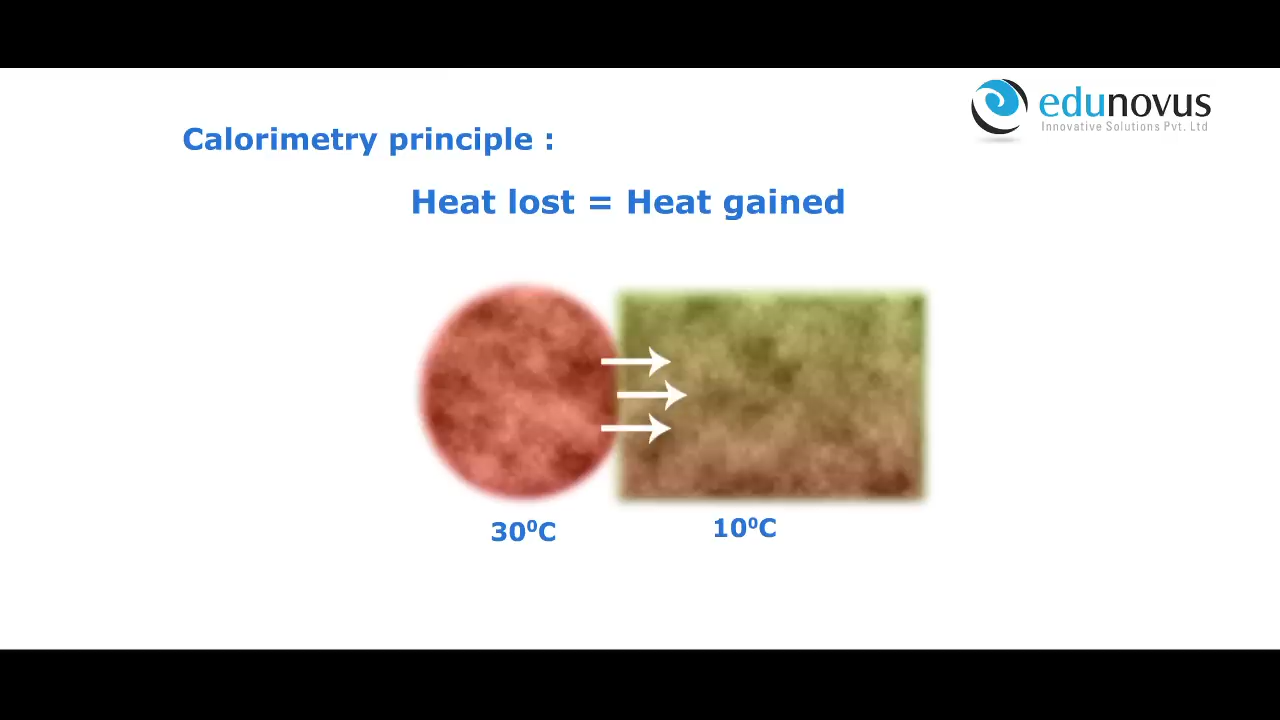 edunovus
Innovative Solutions Pvt. Ltd
Calorimetry principle :
Heat lost = Heat gained
30⁰C
10⁰C